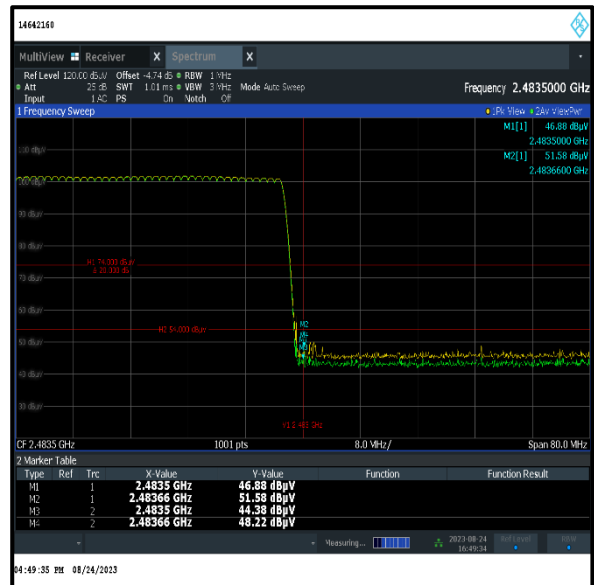 14642160
MultiView Receiver X Spectrum X
Ref Level 120.00 dBµV Offset -4.74 dB RBW 1 MHz
Att 25 dB SWT 1.01 ms VBW 3 MHz Mode Auto Sweep Frequency 2.4835000 GHz
Input 1 AC PS On Notch Off
1 Frequency Sweep 1Pk View 2Av ViewPwr
M1[1] 46.88 dBµV
2.4835000 GHz
M2[1] 51.58 dBµV
2.4836600 GHz
110 dBµV
100 dBµV
90 dBµV
80 dBµV
H1 74.000 dBµV
70 dBµV
60 dBµV
H2 54.000 dBµV
M2
50 dBµV
40 dBµV
30 dBµV
CF 2.4835 GHz 1001 pts 8.0 MHz/ Span 80.0 MHz
2 Marker Table
Type Ref Trc X-Value Y-Value Function Function Result
M1 1 2.4835 GHz 46.88 dBµV
M2 1 2.48366 GHz 51.58 dBµV
M3 2 2.4835 GHz 44.38 dBµV
M4 2 2.48366 GHz 48.22 dBµV
Measuring... 2023-08-24 Ref Level RBW
16:49:34
04:49:35 PM 08/24/2023